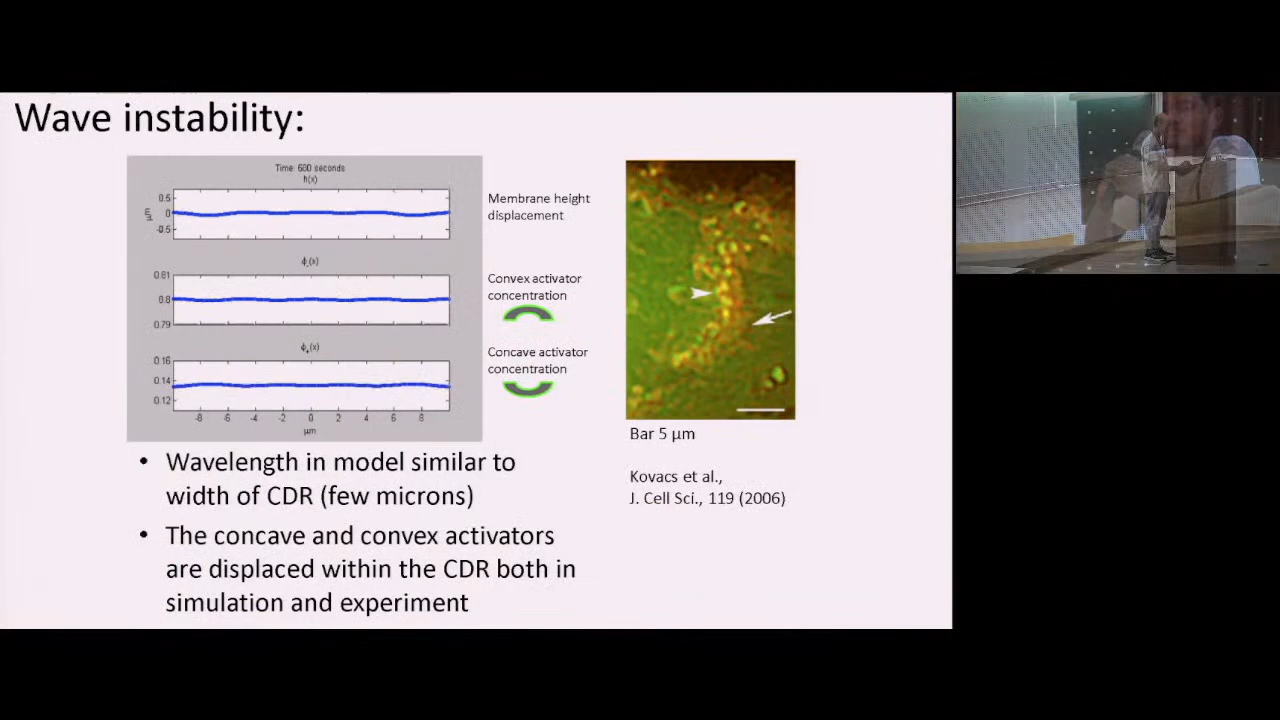 Wave instability:
Time: 600 seconds
h(x)
0.5
0
-0.5
μm
Membrane height
displacement
0.81
0.8
0.79
Convex activator
concentration
0.16
0.14
0.12
Concave activator
concentration
-8 -6 -4 -2 0 2 4 6 8
μm
Bar 5 μm
Kovacs et al.,
J. Cell Sci., 119 (2006)
• Wavelength in model similar to
width of CDR (few microns)
• The concave and convex activators
are displaced within the CDR both in
simulation and experiment